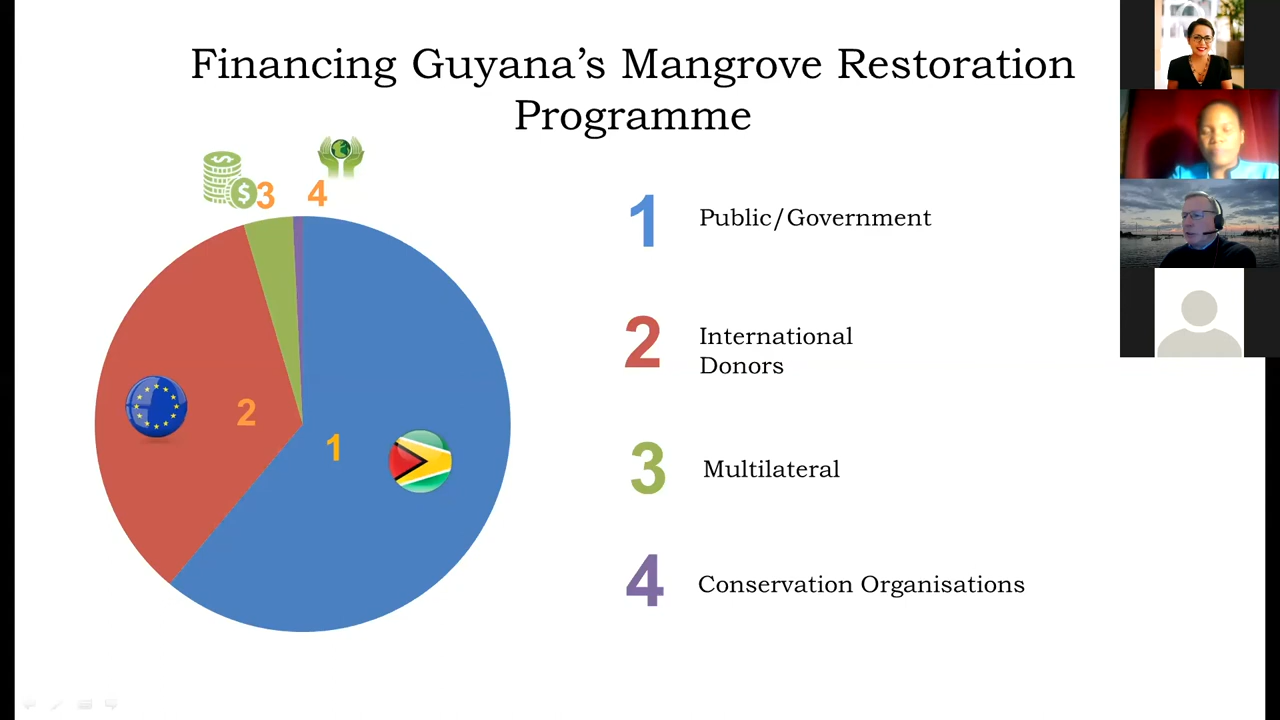 Financing Guyana's Mangrove Restoration
Programme
$
$
3
4
2
1
1
Public/Government
2
International
Donors
3
Multilateral
4
Conservation Organisations